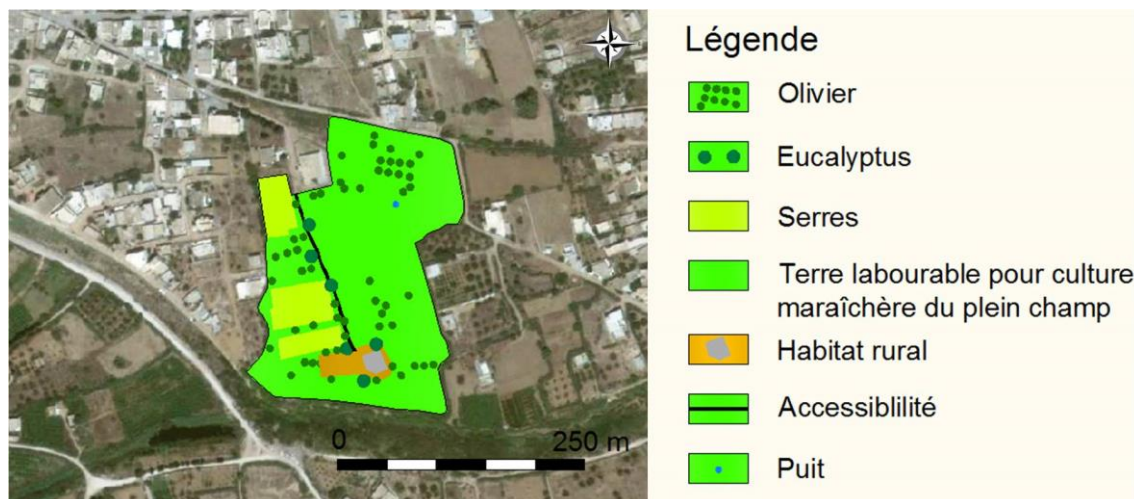 Légende
Olivier
Eucalyptus
Serres
Terre labourable pour culture
maraîchère du plein champ
Habitat rural
Accessiblilité
Puit
0 250 m